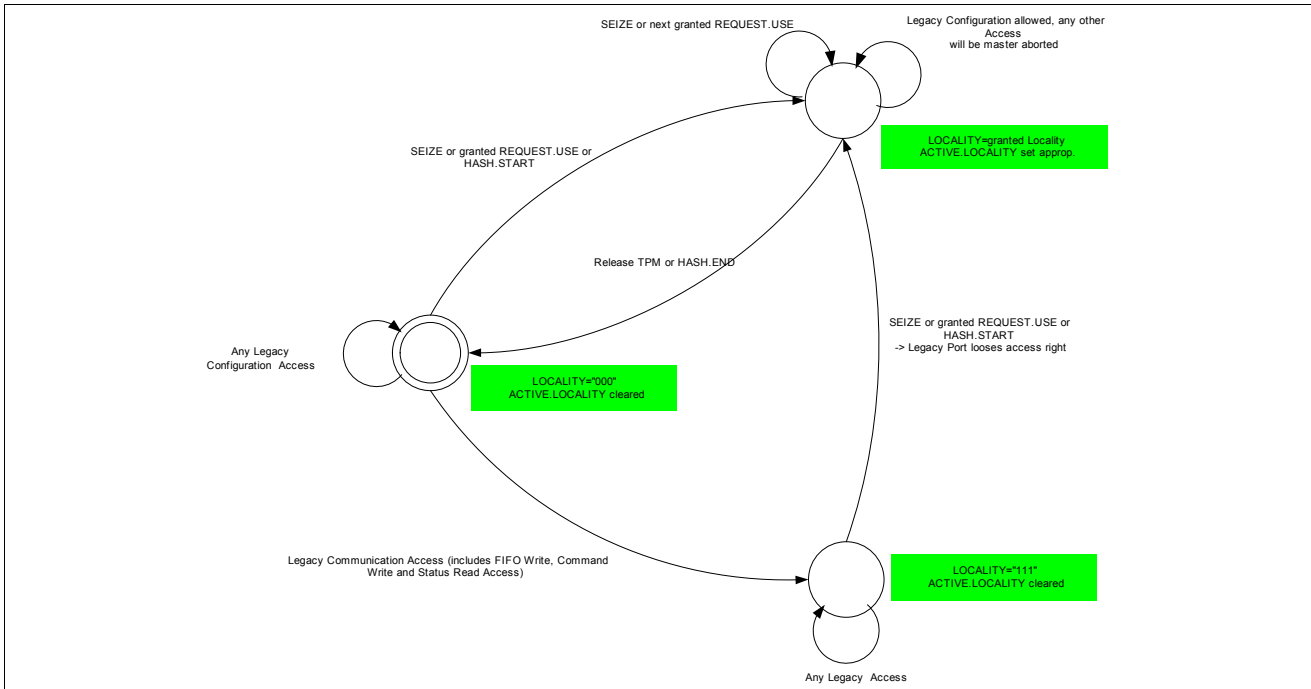 SEIZE or next granted REQUEST.USE
Legacy Configuration allowed, any other
Access
will be master aborted
LOCALITY=granted Locality
ACTIVE.LOCALITY set approp.
SEIZE or granted REQUEST.USE or
HASH.START
Release TPM or HASH.END
SEIZE or granted REQUEST.USE or
HASH.START
-> Legacy Port looses access right
Any Legacy
Configuration Access
LOCALITY="000"
ACTIVE.LOCALITY cleared
Legacy Communication Access (includes FIFO Write, Command
Write and Status Read Access)
LOCALITY="111"
ACTIVE.LOCALITY cleared
Any Legacy Access